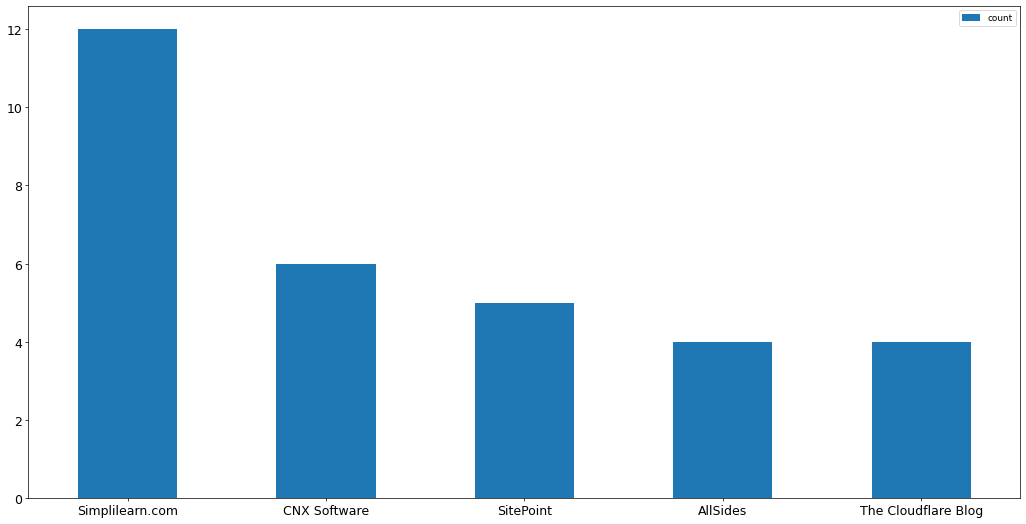 count
12
10
8
6
4
2
0
Simplilearn.com
CNX Software
SitePoint
AllSides
The Cloudflare Blog